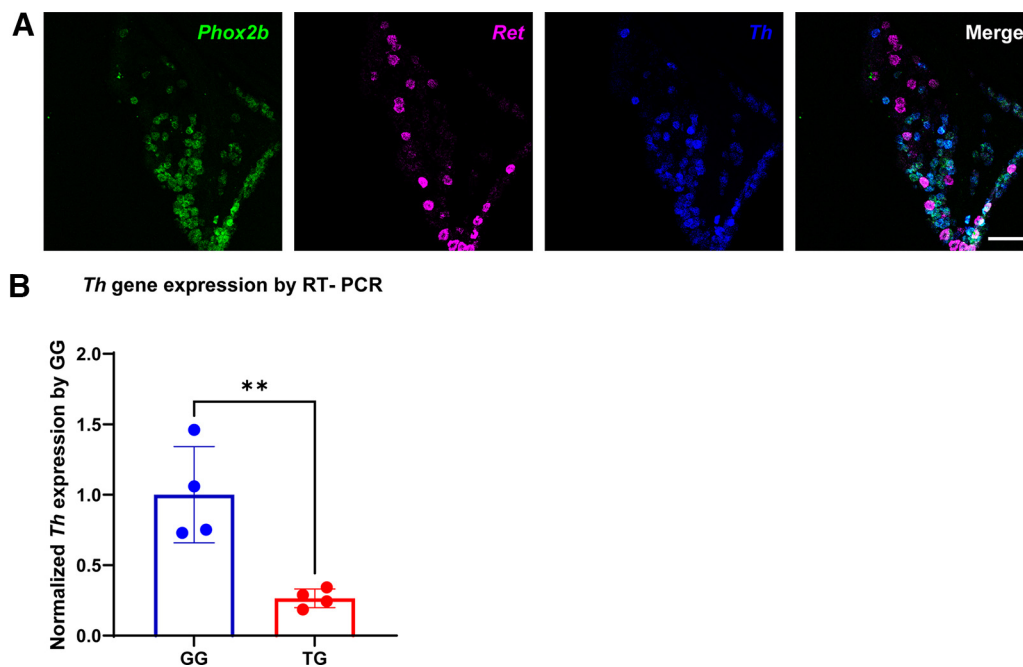 A
Phox2b
Ret
Th
Merge
B
Th gene expression by RT- PCR
Normalized Th expression by GG
2.0
1.5
1.0
0.5
0.0
**
GG
TG